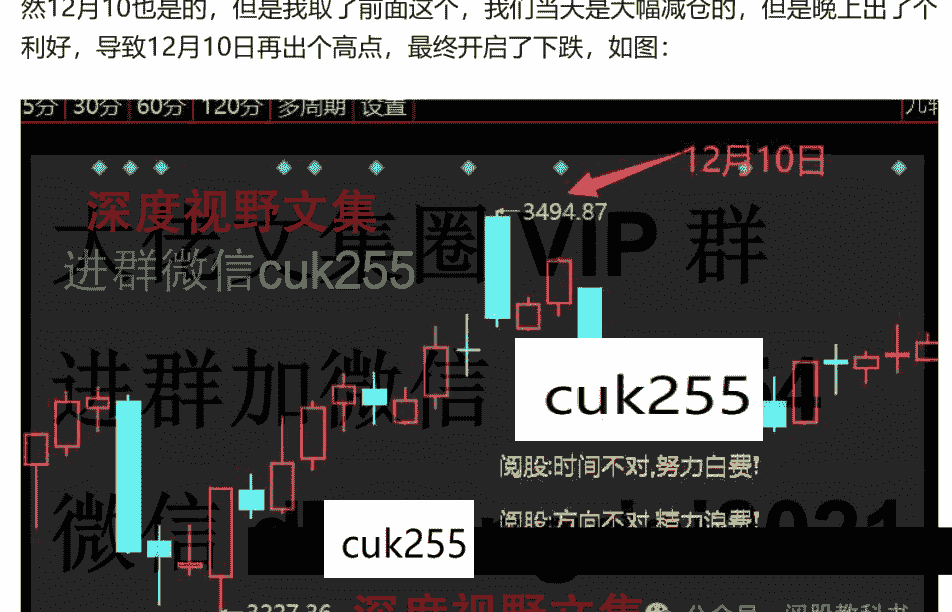 然12月10也是的，但是我取了前面这个，我们当天是大幅减仓的，但是晚上出了个
利好，导致12月10日再出个高点，最终开启了下跌，如图：
5分 30分 60分 120分 多周期 设置
12月10日
深度视野文集
3494.87
大佬文集圈 VIP 群
进群微信cuk255
进群加微信
cuk255
阅股:时间不对,努力白费!
阅股:方向不对,精力浪费!
微信
cuk255
3227.36
深度视野文集
公众号